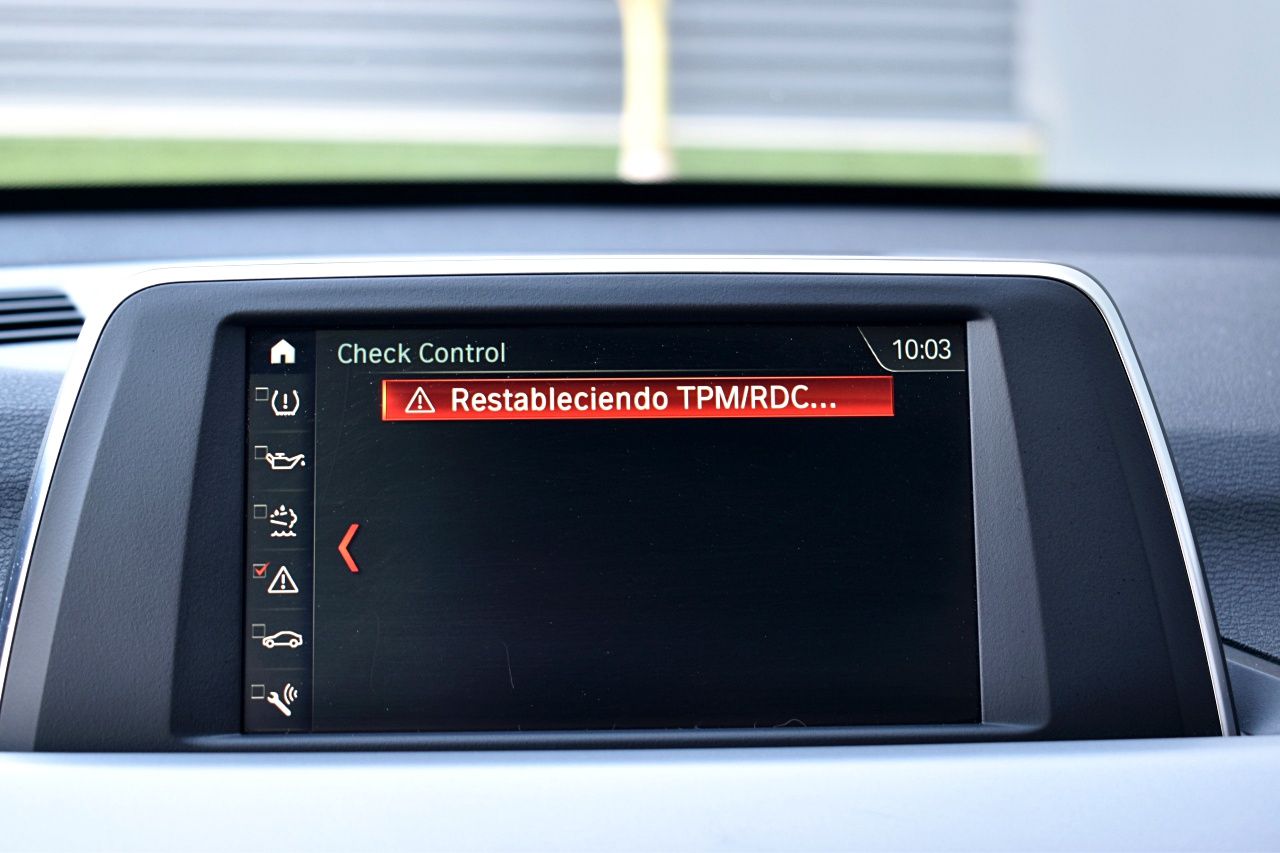 Check Control
10:03
Restableciendo TPM/RDC...